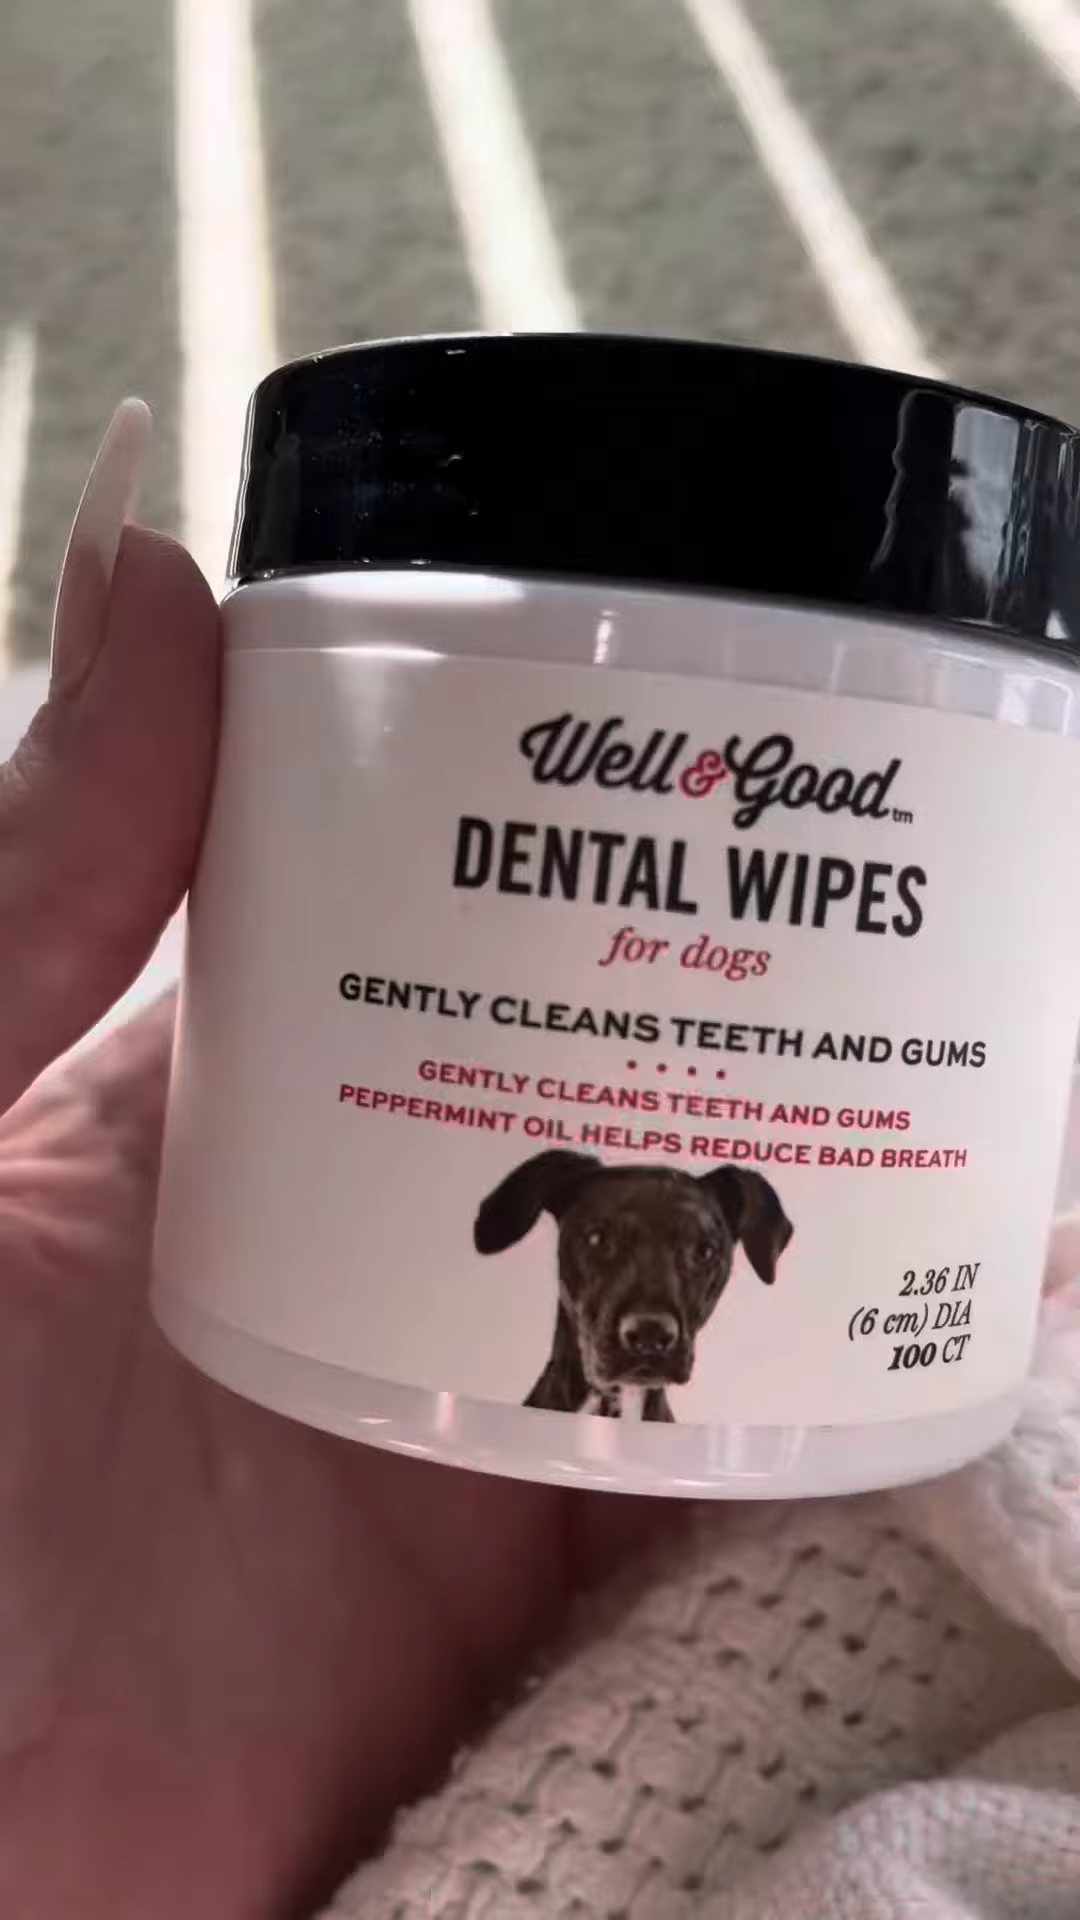 Well & Good tm
DENTAL WIPES
for dogs
GENTLY CLEANS TEETH AND GUMS
• • • •
GENTLY CLEANS TEETH AND GUMS
PEPPERMINT OIL HELPS REDUCE BAD BREATH
2.36 IN
(6 cm) DIA
100 CT